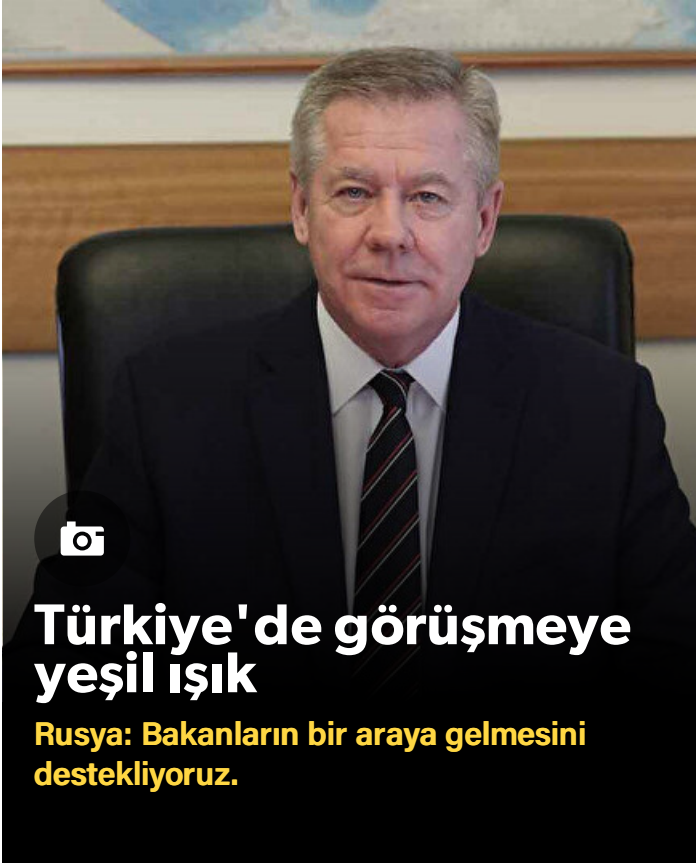 Türkiye'de görüşmeye
yeşil ışık
Rusya: Bakanların bir araya gelmesini
destekliyoruz.